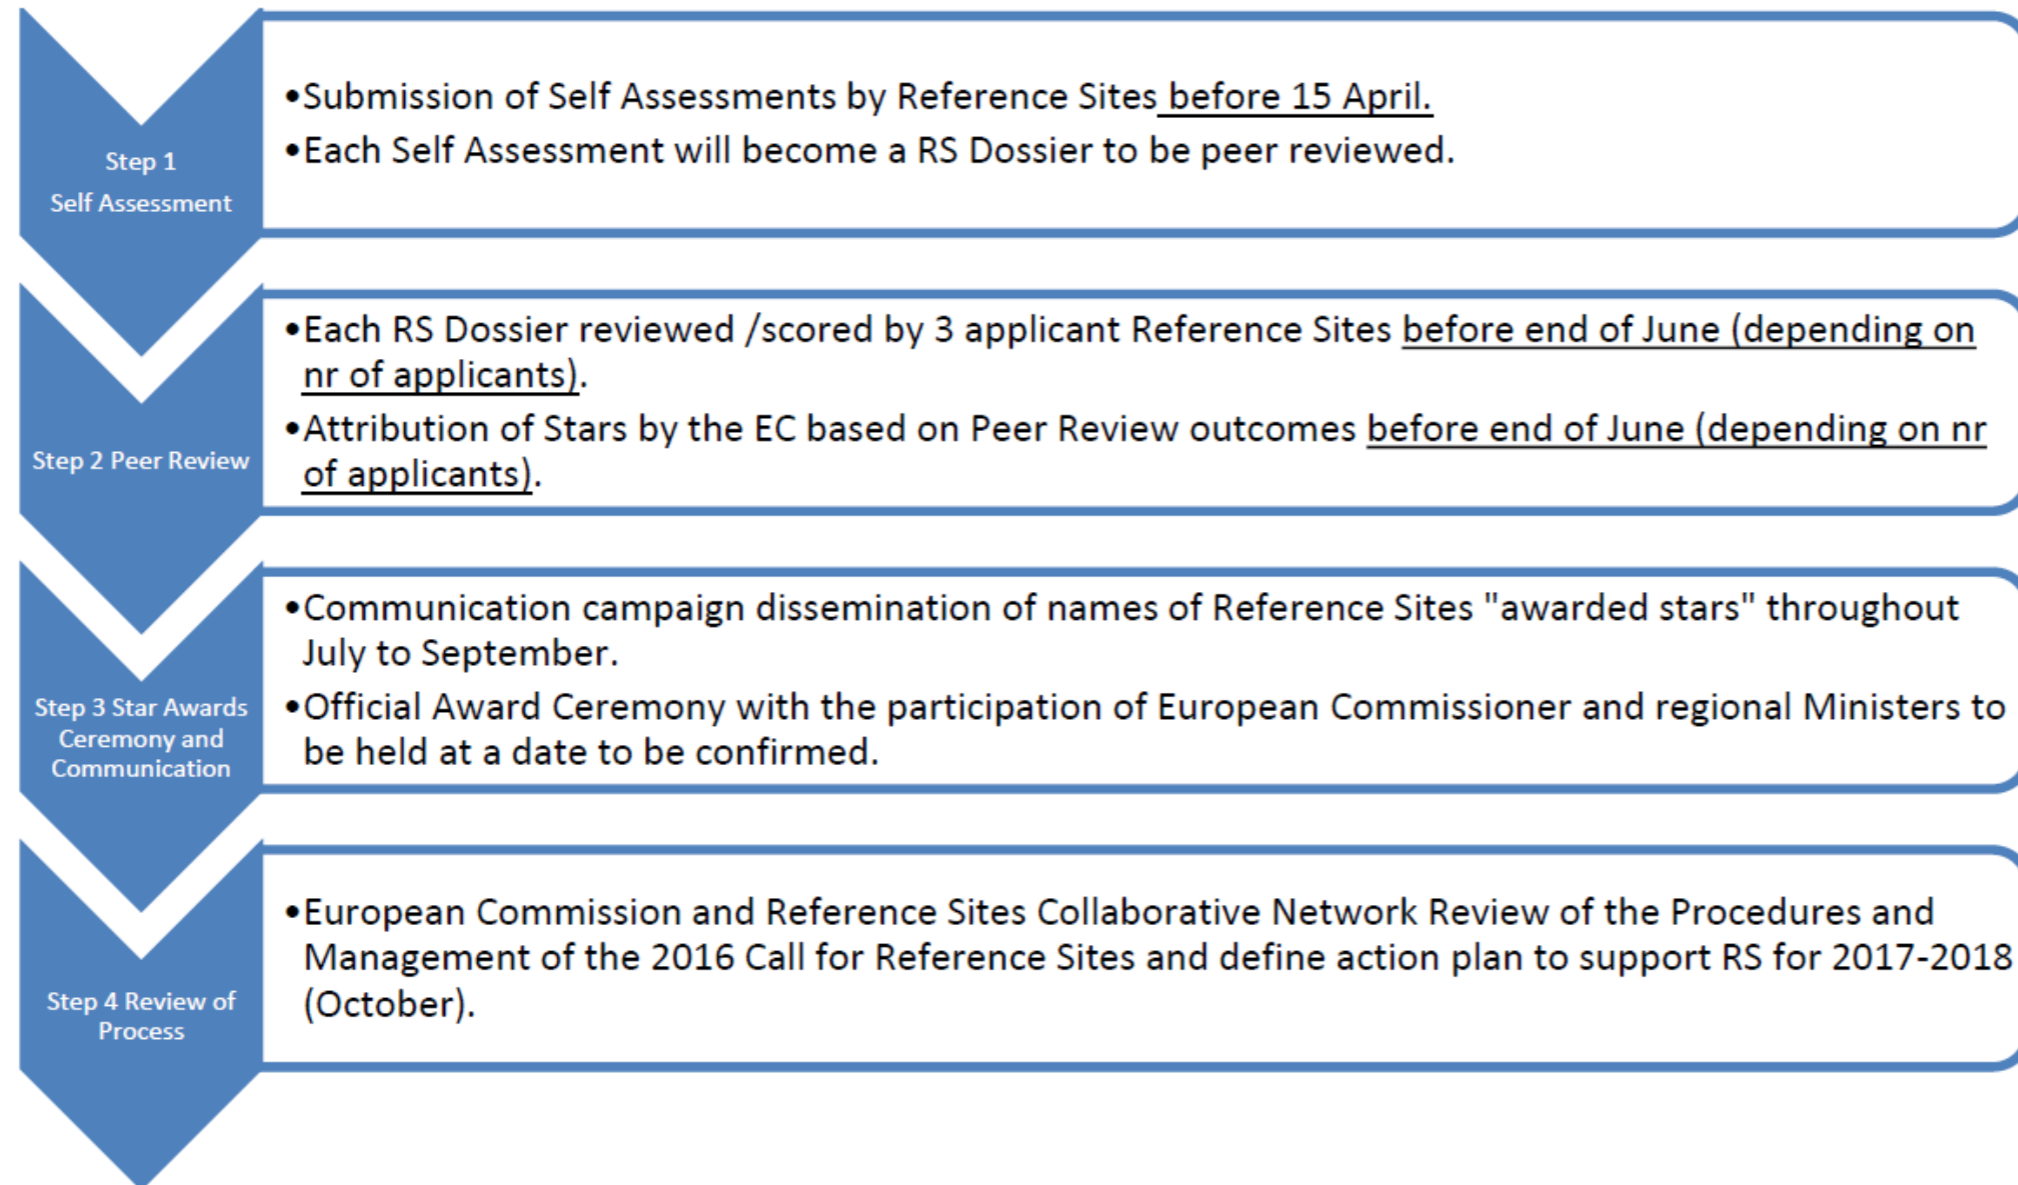 Step 1
Self Assessment
•Submission of Self Assessments by Reference Sites before 15 April.
•Each Self Assessment will become a RS Dossier to be peer reviewed.
Step 2 Peer Review
•Each RS Dossier reviewed /scored by 3 applicant Reference Sites before end of June (depending on
nr of applicants).
•Attribution of Stars by the EC based on Peer Review outcomes before end of June (depending on nr
of applicants).
Step 3 Star Awards
Ceremony and
Communication
•Communication campaign dissemination of names of Reference Sites "awarded stars" throughout
July to September.
•Official Award Ceremony with the participation of European Commissioner and regional Ministers to
be held at a date to be confirmed.
Step 4 Review of
Process
•European Commission and Reference Sites Collaborative Network Review of the Procedures and
Management of the 2016 Call for Reference Sites and define action plan to support RS for 2017-2018
(October).